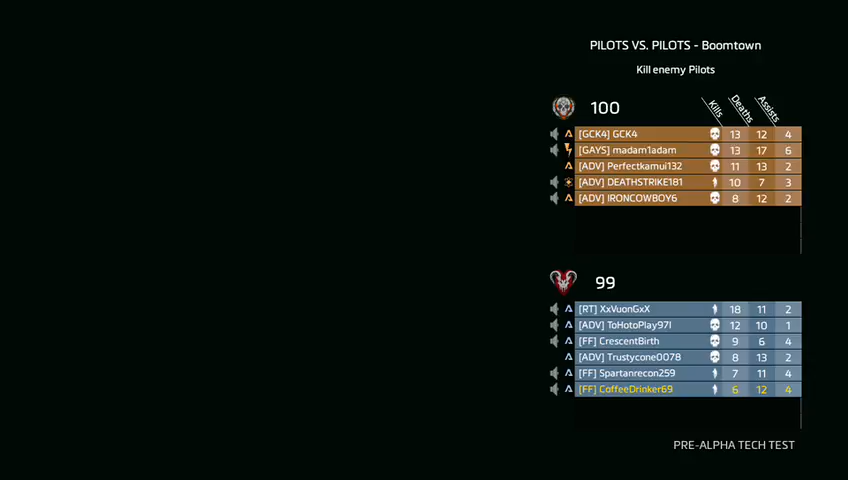 PILOTS VS. PILOTS - Boomtown
Kill enemy Pilots
100 Kills Deaths Assists
[GCK4] GCK4 13 12 4
[GAYS] madam1adam 13 17 6
[ADV] Perfectkamui132 11 13 2
[ADV] DEATHSTRIKE181 10 7 3
[ADV] IRONCOWBOY6 8 12 2
99
[RT] XxVuonGxX 18 11 2
[ADV] ToHotoPlay97I 12 10 1
[FF] CrescentBirth 9 6 4
[ADV] Trustycone0078 8 13 2
[FF] Spartanrecon259 7 11 4
[FF] CoffeeDrinker69 6 12 4
PRE-ALPHA TECH TEST